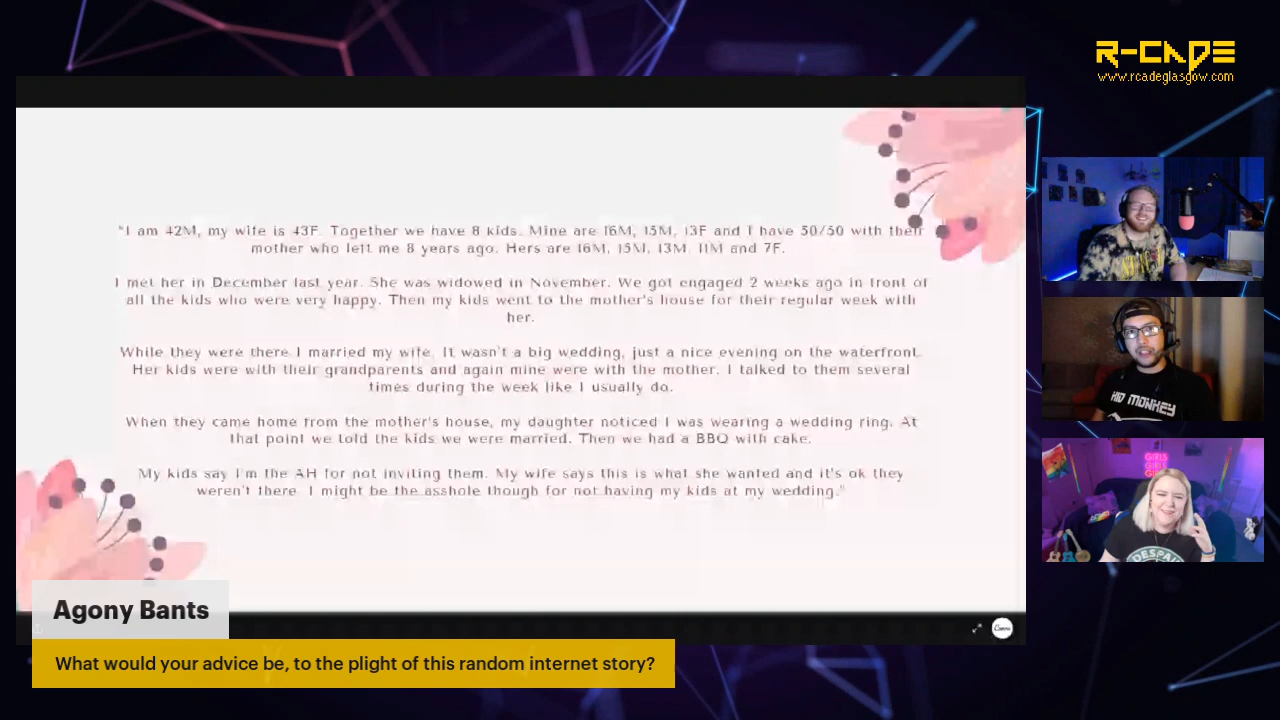 R-CADE
www.rcadeglasgow.com
"I am 42M, my wife is 43F. Together we have 8 kids. Mine are 16M, 15M, 13F and I have 50/50 with their
mother who left me 8 years ago. Hers are 16M, 15M, 13M, 11M and 7F.
I met her in December last year. She was widowed in November. We got engaged 2 weeks ago in front of
all the kids who were very happy. Then my kids went to the mother's house for their regular week with
her.
While they were there I married my wife. It wasn't a big wedding, just a nice evening on the waterfront.
Her kids were with their grandparents and again mine were with the mother. I talked to them several
times during the week like I usually do.
When they came home from the mother's house, my daughter noticed I was wearing a wedding ring. At
that point we told the kids we were married. Then we had a BBQ with cake.
My kids say I'm the AH for not inviting them. My wife says this is what she wanted and it's ok they
weren't there. I might be the asshole though for not having my kids at my wedding."
HID MONKEY
GIRLS
GIRLS
GIRLS
DESPAIR
Canva
Agony Bants
What would your advice be, to the plight of this random internet story?